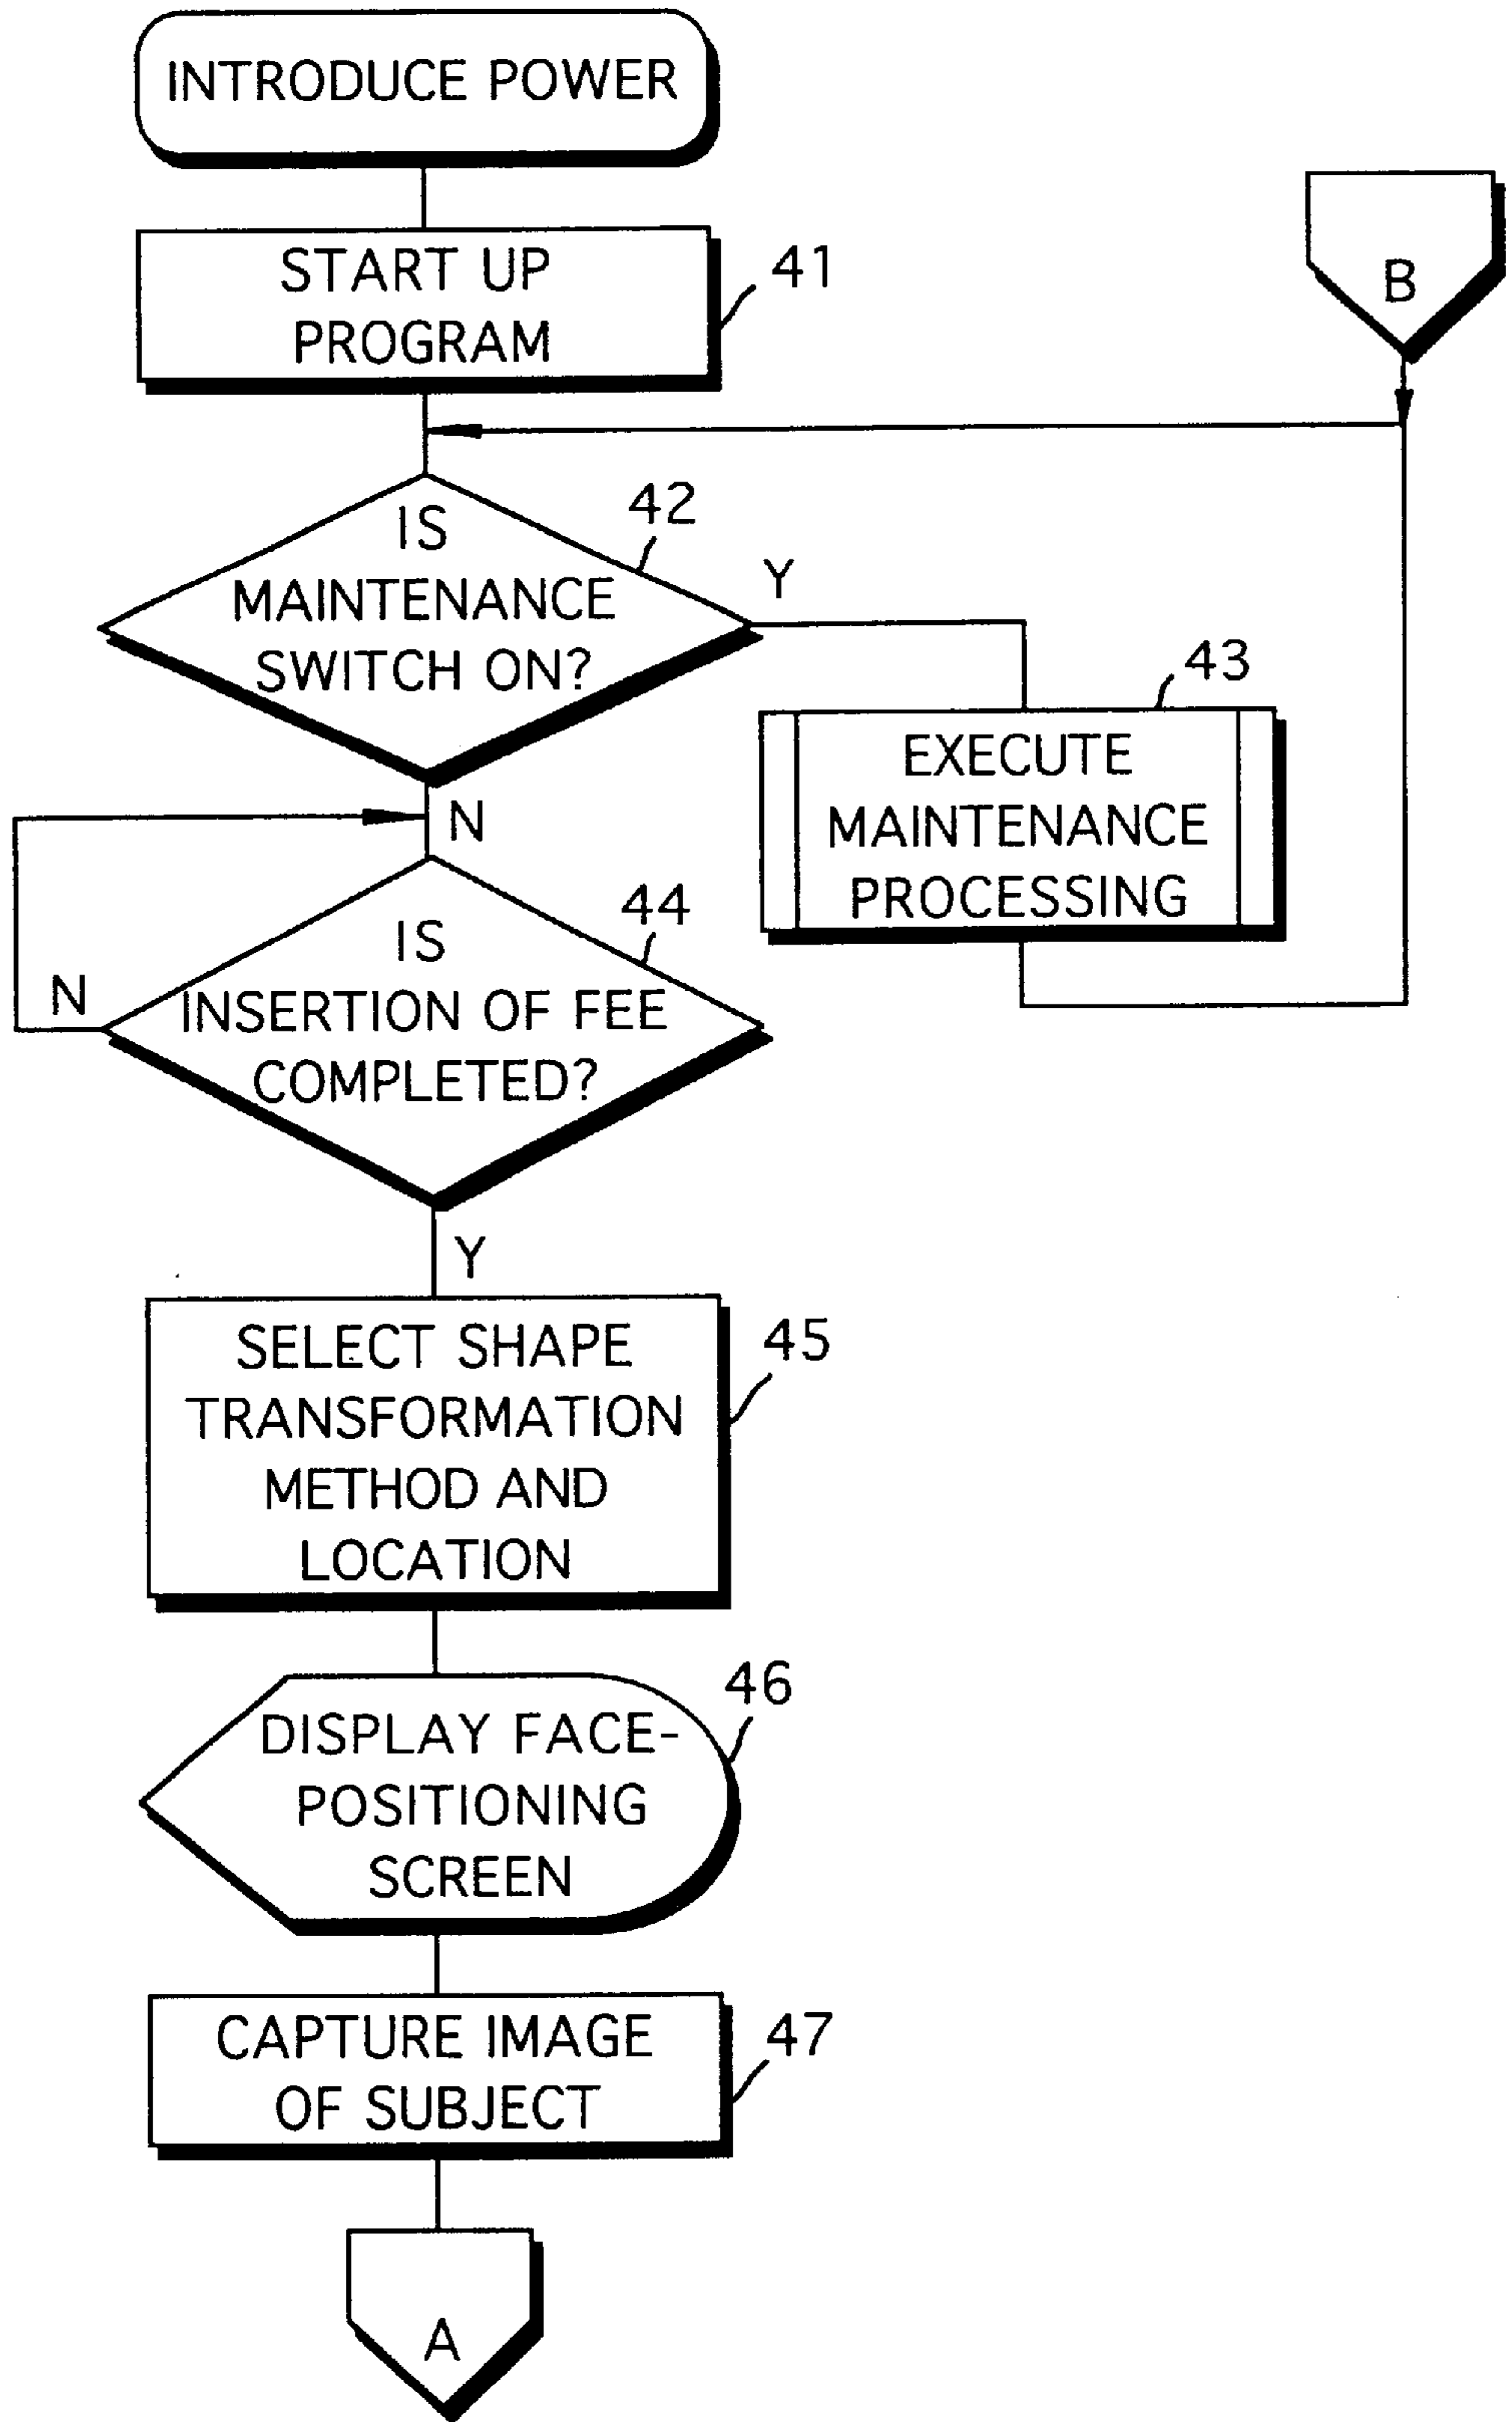 INTRODUCE POWER
START UP
PROGRAM
41
B
IS
MAINTENANCE
SWITCH ON?
42
Y
43
EXECUTE
MAINTENANCE
PROCESSING
N
IS
INSERTION OF FEE
COMPLETED?
44
N
Y
SELECT SHAPE
TRANSFORMATION
METHOD AND
LOCATION
45
DISPLAY FACE-
POSITIONING
SCREEN
46
CAPTURE IMAGE
OF SUBJECT
47
A